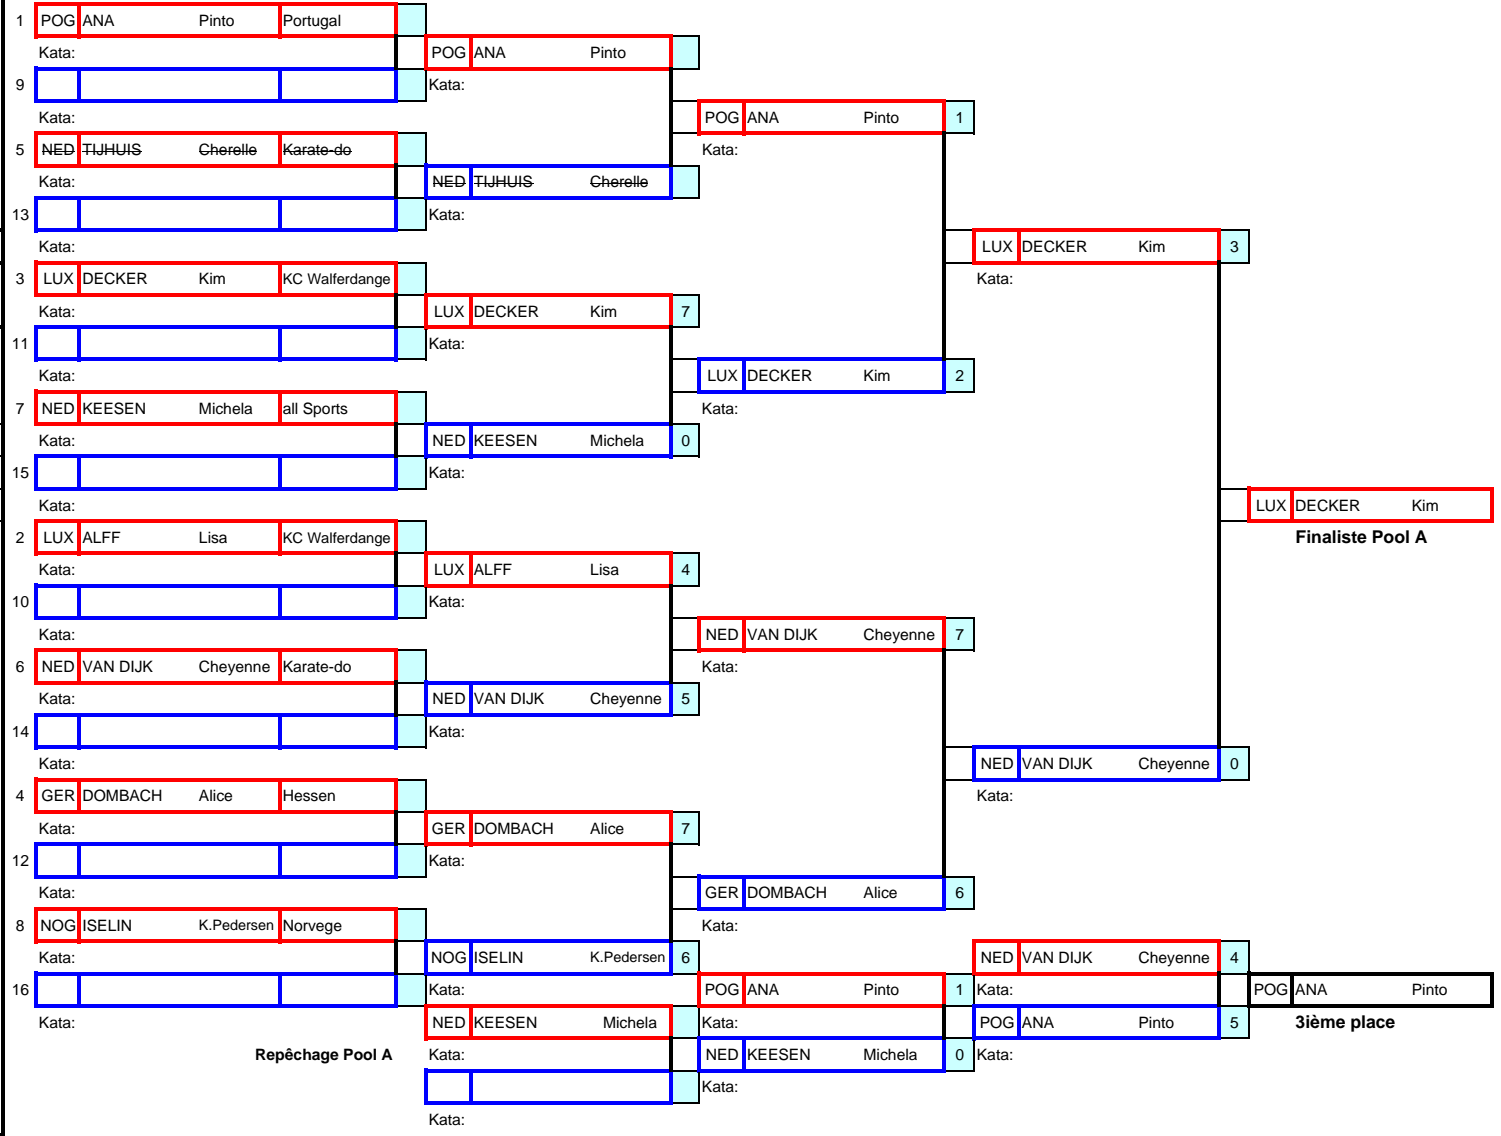 1 POG ANA Pinto Portugal
Kata: POG ANA Pinto
9 Kata:
Kata: POG ANA Pinto 1
5 NED TIJHUIS Cherelle Karate-do Kata:
Kata: NED TIJHUIS Cherelle
13 Kata:
Kata: LUX DECKER Kim 3
3 LUX DECKER Kim KC Walferdange Kata:
Kata: LUX DECKER Kim 7
11 Kata:
Kata: LUX DECKER Kim 2
7 NED KEESEN Michela all Sports Kata:
Kata: NED KEESEN Michela 0
15 Kata:
Kata: LUX DECKER Kim
2 LUX ALFF Lisa KC Walferdange Finaliste Pool A
Kata: LUX ALFF Lisa 4
10 Kata:
Kata: NED VAN DIJK Cheyenne 7
6 NED VAN DIJK Cheyenne Karate-do Kata:
Kata: NED VAN DIJK Cheyenne 5
14 Kata:
Kata: NED VAN DIJK Cheyenne 0
4 GER DOMBACH Alice Hessen Kata:
Kata: GER DOMBACH Alice 7
12 Kata:
Kata: GER DOMBACH Alice 6
8 NOG ISELIN K.Pedersen Norvege Kata:
Kata: NOG ISELIN K.Pedersen 6 NED VAN DIJK Cheyenne 4
16 Kata: POG ANA Pinto 1 Kata: POG ANA Pinto
Kata: NED KEESEN Michela Kata: POG ANA Pinto 5 3ième place
Repêchage Pool A Kata: NED KEESEN Michela 0 Kata:
Kata:
Kata: